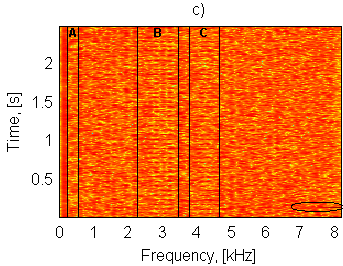 c)
A B C
2
1.5
1
0.5
0 1 2 3 4 5 6 7 8
Time, [s]
Frequency, [kHz]